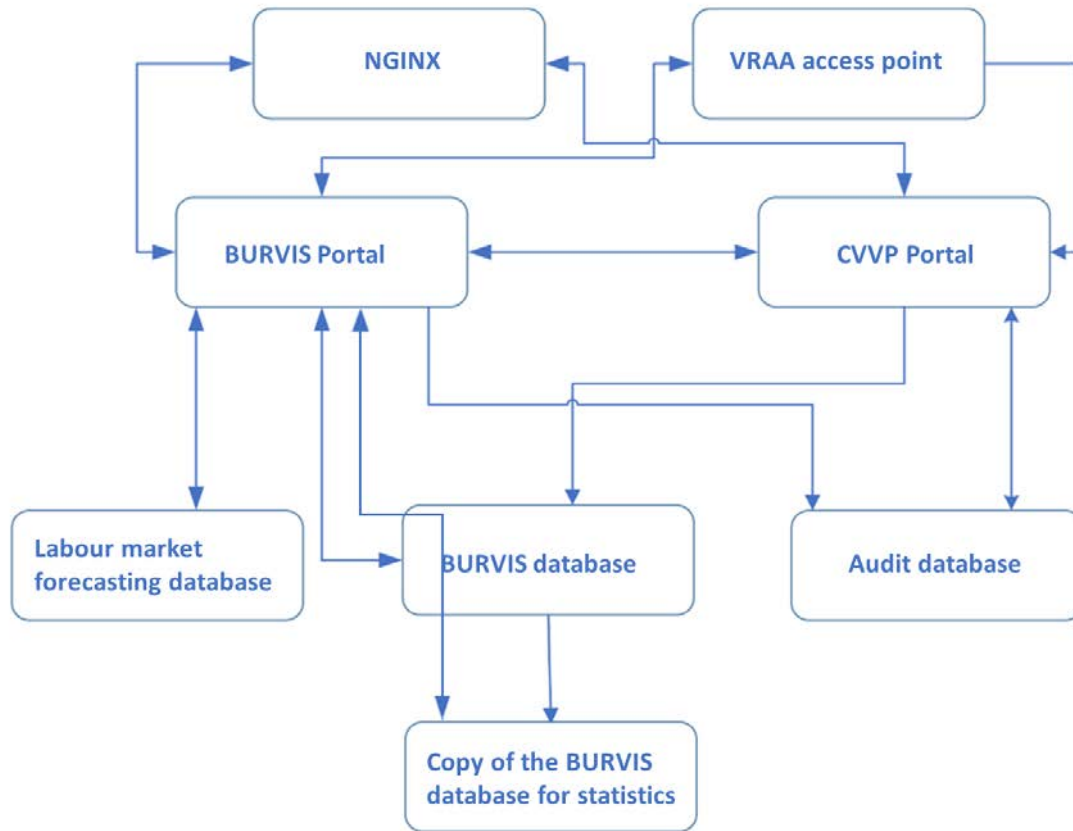 NGINX
VRAA access point
BURVIS Portal
CVVP Portal
Labour market
forecasting database
BURVIS database
Audit database
Copy of the BURVIS
database for statistics